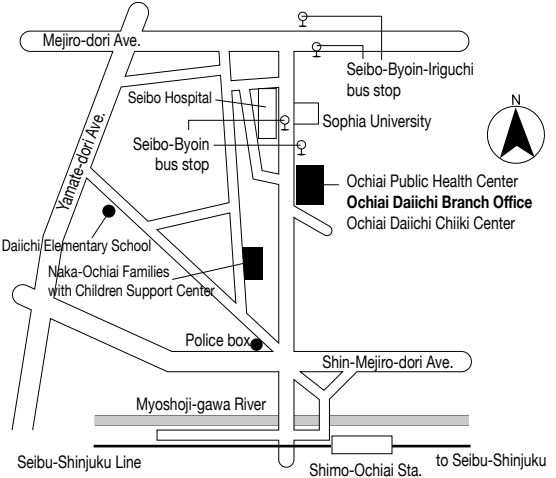 Mejiro-dori Ave.
Seibo-Byoin-Iriguchi
bus stop
Seibo Hospital
Sophia University
Seibo-Byoin
bus stop
Yamate-dori Ave.
N
Ochiai Public Health Center
Ochiai Daiichi Branch Office
Ochiai Daiichi Chiiki Center
Daiichi Elementary School
Naka-Ochiai Families
with Children Support Center
Police box
Shin-Mejiro-dori Ave.
Myoshoji-gawa River
Seibu-Shinjuku Line
Shimo-Ochiai Sta.
to Seibu-Shinjuku